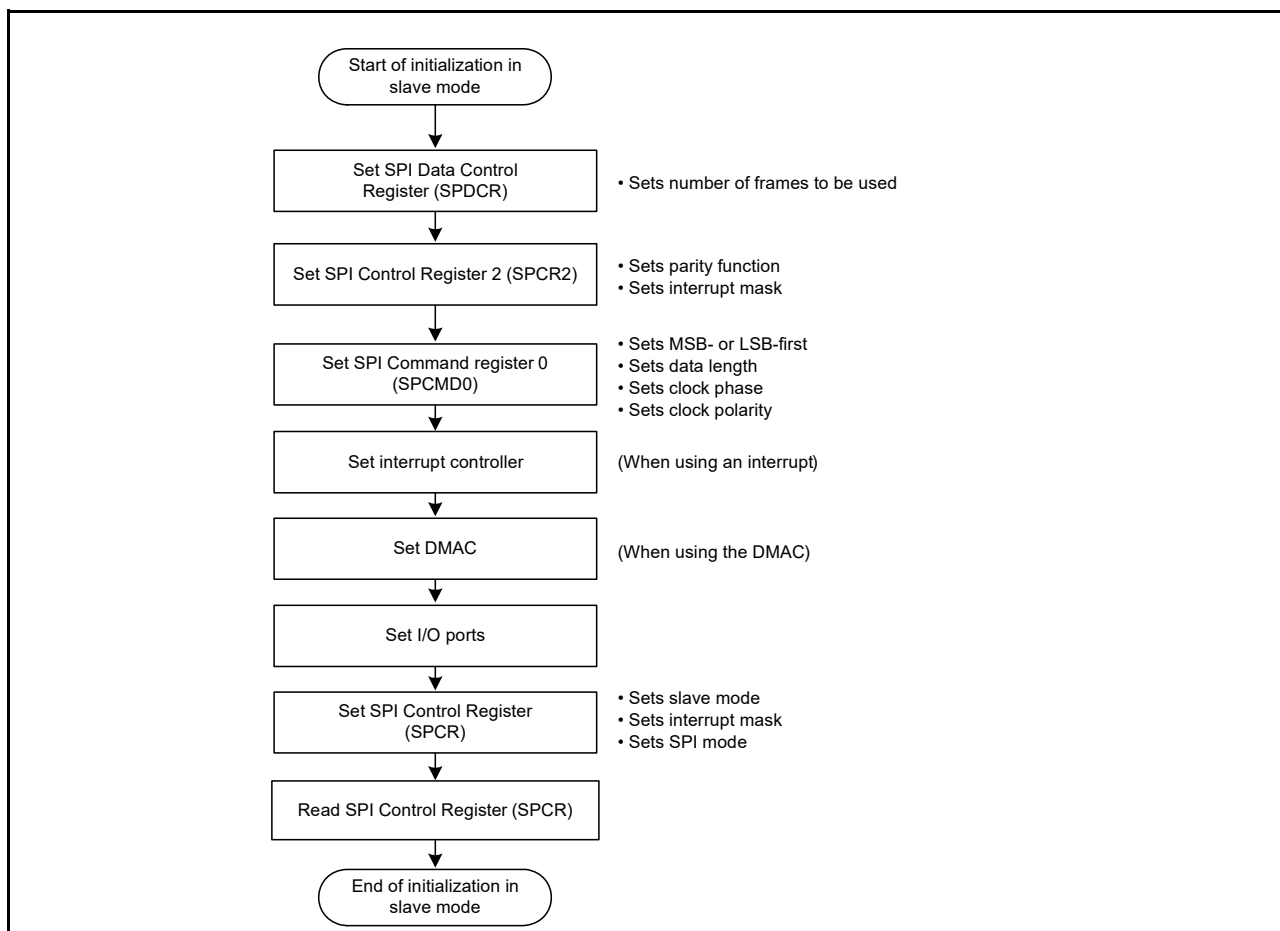 Start of initialization in
slave mode
Set SPI Data Control
Register (SPDCR)
• Sets number of frames to be used
Set SPI Control Register 2 (SPCR2)
• Sets parity function
• Sets interrupt mask
Set SPI Command register 0
(SPCMD0)
• Sets MSB- or LSB-first
• Sets data length
• Sets clock phase
• Sets clock polarity
Set interrupt controller
(When using an interrupt)
Set DMAC
(When using the DMAC)
Set I/O ports
Set SPI Control Register
(SPCR)
• Sets slave mode
• Sets interrupt mask
• Sets SPI mode
Read SPI Control Register (SPCR)
End of initialization in
slave mode